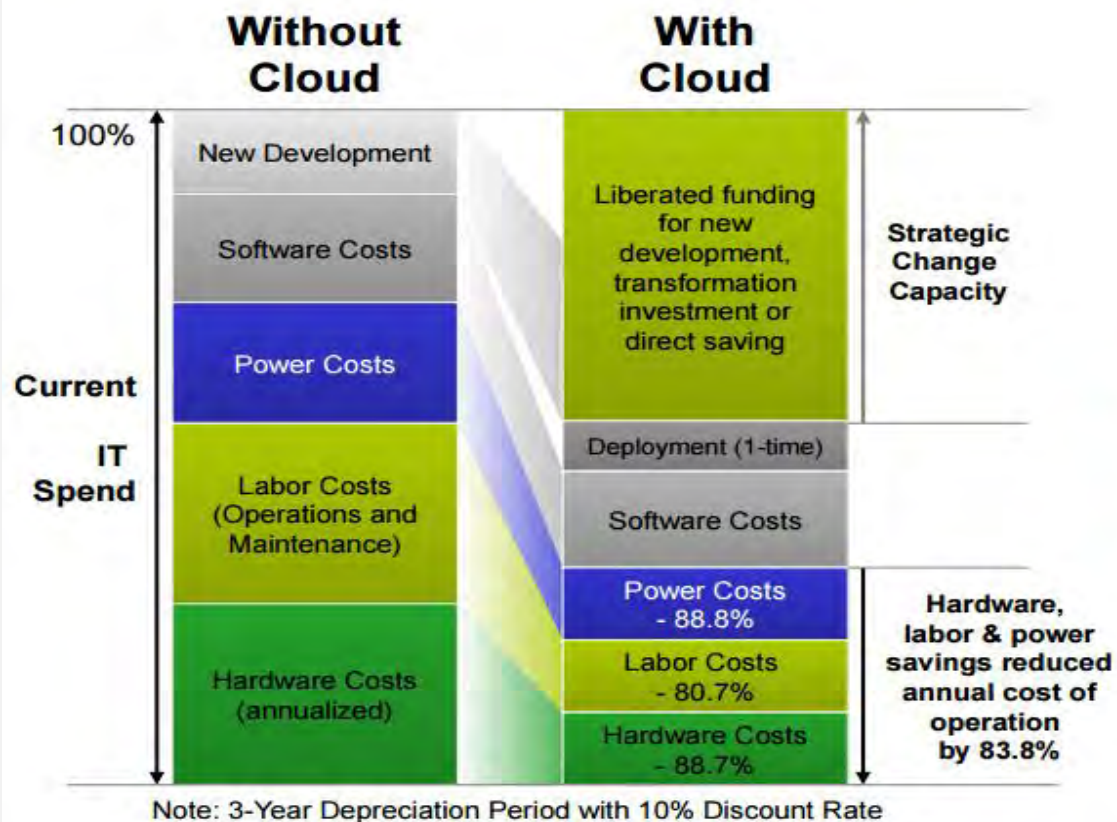 Without
Cloud
With
Cloud
100%
Current
IT
Spend
New Development
Software Costs
Power Costs
Labor Costs
(Operations and
Maintenance)
Hardware Costs
(annualized)
Liberated funding
for new
development,
transformation
investment or
direct saving
Deployment (1-time)
Software Costs
Power Costs
- 88.8%
Labor Costs
- 80.7%
Hardware Costs
- 88.7%
Strategic
Change
Capacity
Hardware,
labor & power
savings reduced
annual cost of
operation
by 83.8%
Note: 3-Year Depreciation Period with 10% Discount Rate